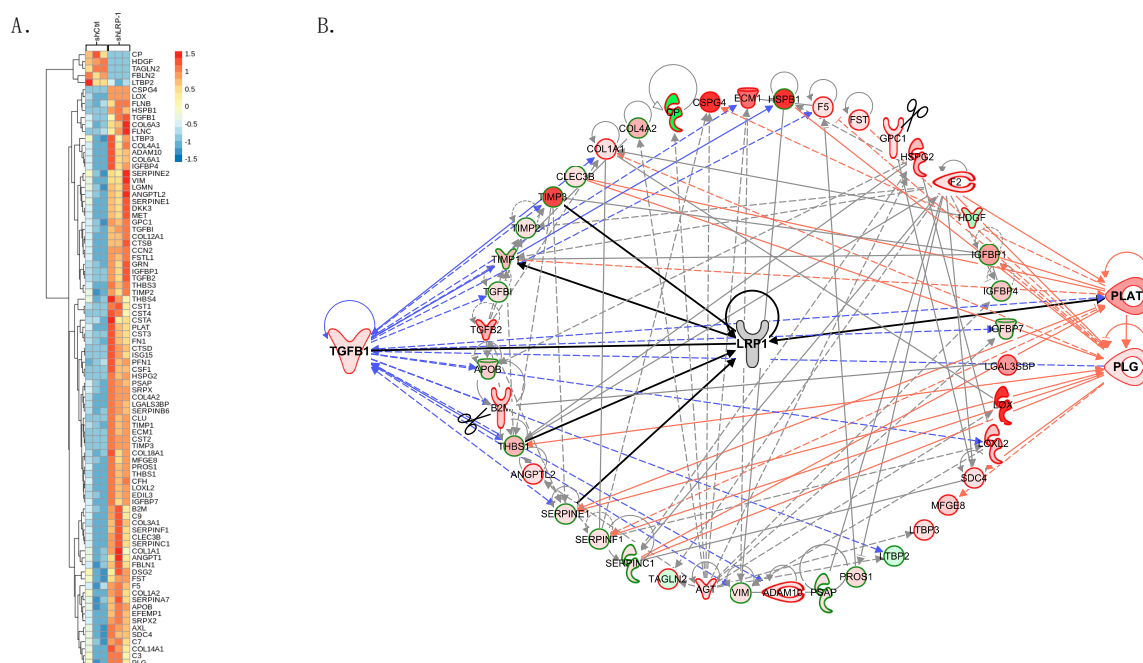 A.
B.
shCtrl
shLRP-1
1.5
1
0.5
0
-0.5
-1
-1.5
CP
HDGF
TAGLN2
FBLN2
LTBP2
CSPG4
LOX
FLNB
HSPB1
TGFB1
COL6A3
FLNC
LTBP3
COL4A1
ADAM10
COL6A1
IGFBP4
SERPINE2
VIM
LGMN
ANGPTL2
SERPINE1
DKK3
MET
GPC1
TGFBI
COL12A1
CTSB
CCN2
FSTL1
GRN
IGFBP1
TGFB2
THBS3
TIMP2
THBS4
CST1
CST4
CSTA
PLAT
CST3
FN1
CTSD
ISG15
PFN1
CSF1
HSPG2
PSAP
SRPX
COL4A2
LGALS3BP
SERPINB6
CLU
TIMP1
ECM1
CST2
TIMP3
COL18A1
MFGE8
PROS1
THBS1
CFH
LOXL2
EDIL3
IGFBP7
B2M
C9
COL3A1
SERPINF1
CLEC3B
SERPINC1
COL1A1
ANGPT1
FBLN1
DSG2
FST
F5
COL1A2
SERPINA7
APOB
EFEMP1
SRPX2
AXL
SDC4
C7
COL14A1
C3
PLG
CP
CSPG4
ECM1
HSPB1
F5
FST
GPC1
HSPG2
F2
HDGF
IGFBP1
IGFBP4
IGFBP7
LGAL3SBP
LOX
LOXL2
SDC4
MFGE8
LTBP3
LTBP2
PROS1
PSAP
ADAM10
VIM
AGT
TAGLN2
SERPINC1
SERPINF1
SERPINE1
ANGPTL2
THBS1
B2M
APOB
TGFB2
TGFBI
TIMP1
TIMP2
TIMP3
CLEC3B
COL1A1
COL4A2
TGFB1
LRP1
PLAT
PLG